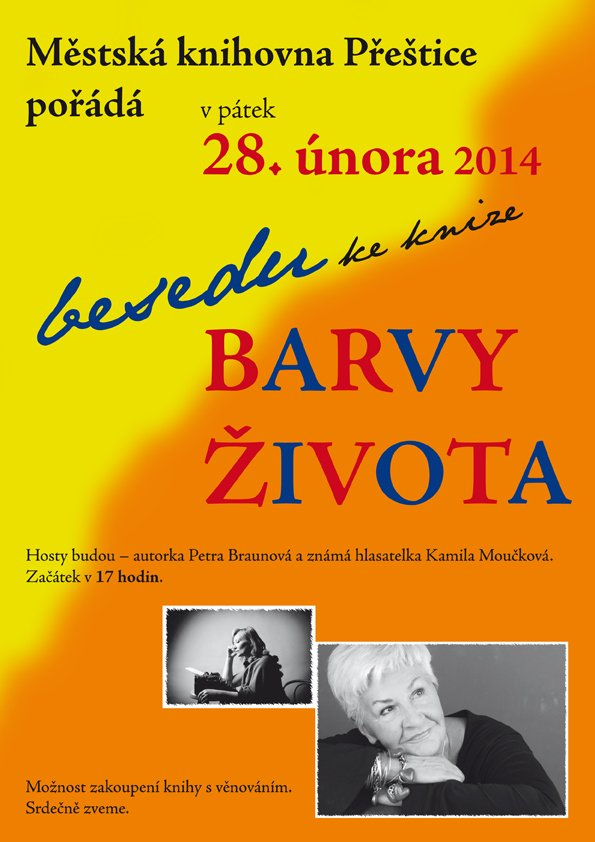 Městská knihovna Přeštice
pořádá v pátek
28. února 2014
besedu ke knize
BARVY
ŽIVOTA
Hosty budou – autorka Petra Braunová a známá hlasatelka Kamila Moučková.
Začátek v 17 hodin.
Možnost zakoupení knihy s věnováním.
Srdečně zveme.